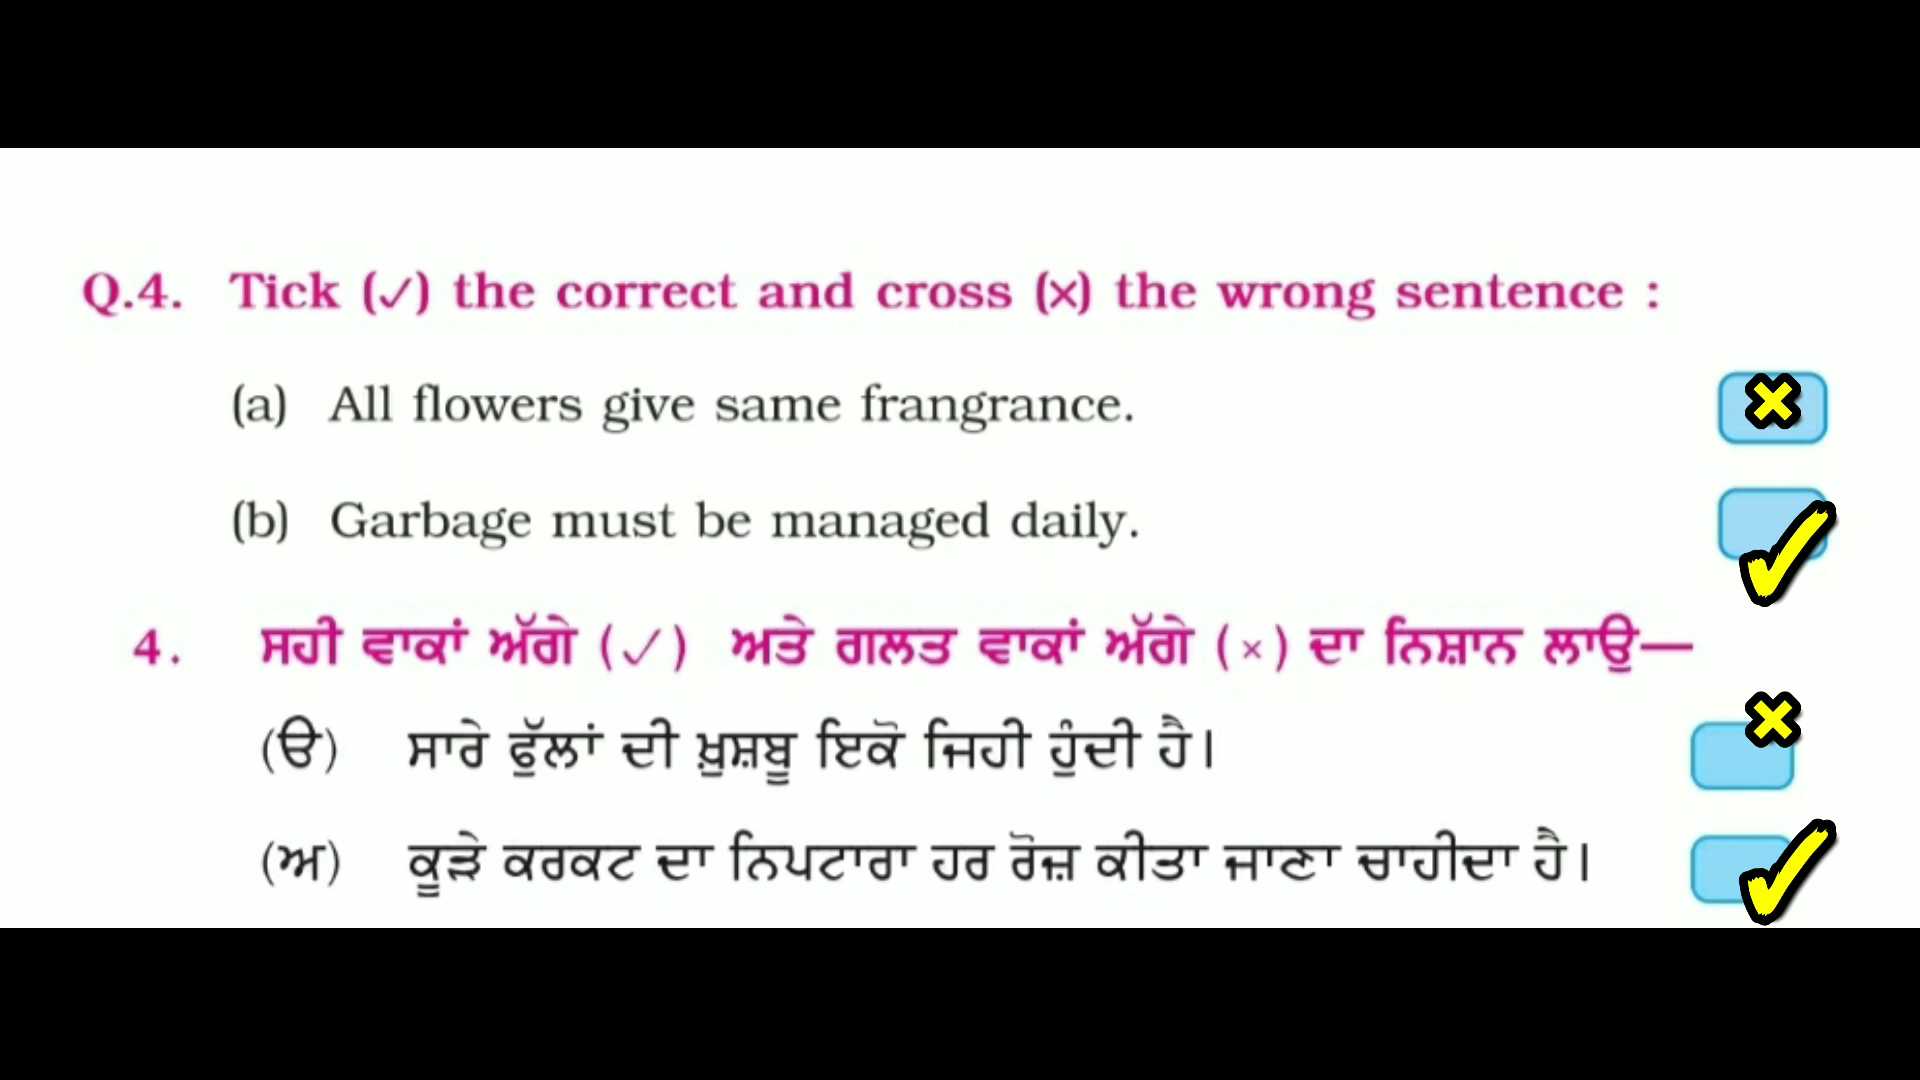 Q.4. Tick (✓) the correct and cross (×) the wrong sentence :
(a) All flowers give same frangrance.
(b) Garbage must be managed daily.
4. ਸਹੀ ਵਾਕਾਂ ਅੱਗੇ (✓) ਅਤੇ ਗਲਤ ਵਾਕਾਂ ਅੱਗੇ (×) ਦਾ ਨਿਸ਼ਾਨ ਲਾਉ—
(ੳ) ਸਾਰੇ ਫੁੱਲਾਂ ਦੀ ਖ਼ੁਸ਼ਬੂ ਇਕੋ ਜਿਹੀ ਹੁੰਦੀ ਹੈ।
(ਅ) ਕੂੜੇ ਕਰਕਟ ਦਾ ਨਿਪਟਾਰਾ ਹਰ ਰੋਜ਼ ਕੀਤਾ ਜਾਣਾ ਚਾਹੀਦਾ ਹੈ।